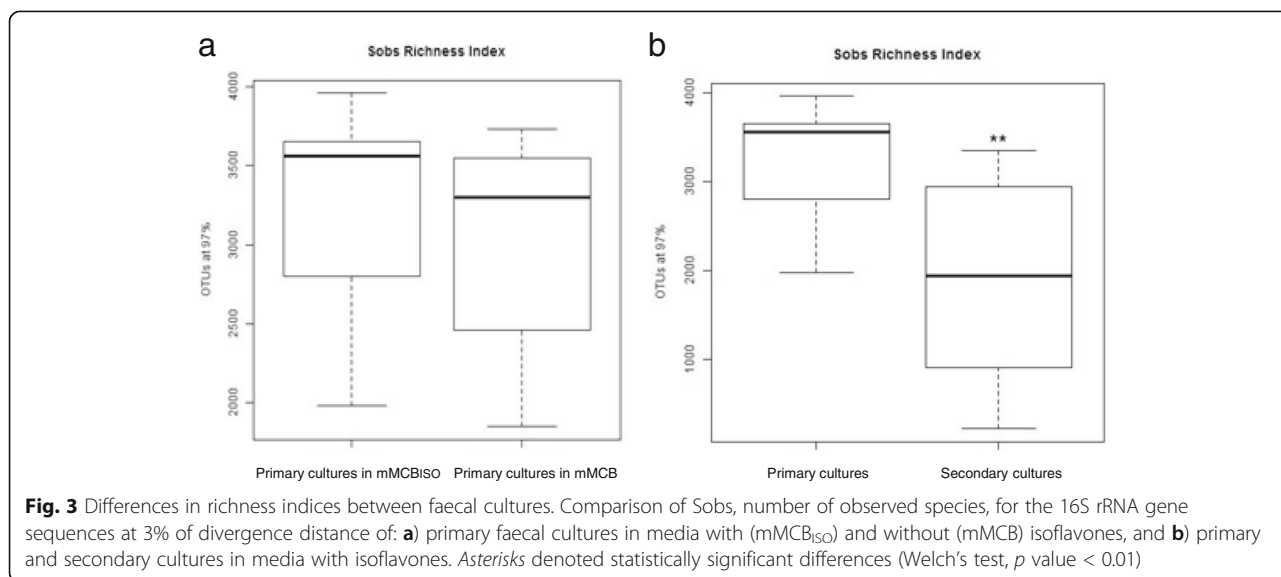 a
Sobs Richness Index
OTUs at 97%
4000
3500
3000
2500
2000
Primary cultures in mMCBISO
Primary cultures in mMCB
b
Sobs Richness Index
OTUs at 97%
4000
3000
2000
1000
**
Primary cultures
Secondary cultures
Fig. 3 Differences in richness indices between faecal cultures. Comparison of Sobs, number of observed species, for the 16S rRNA gene
sequences at 3% of divergence distance of: a) primary faecal cultures in media with (mMCBISO) and without (mMCB) isoflavones, and b) primary
and secondary cultures in media with isoflavones. Asterisks denoted statistically significant differences (Welch's test, p value < 0.01)